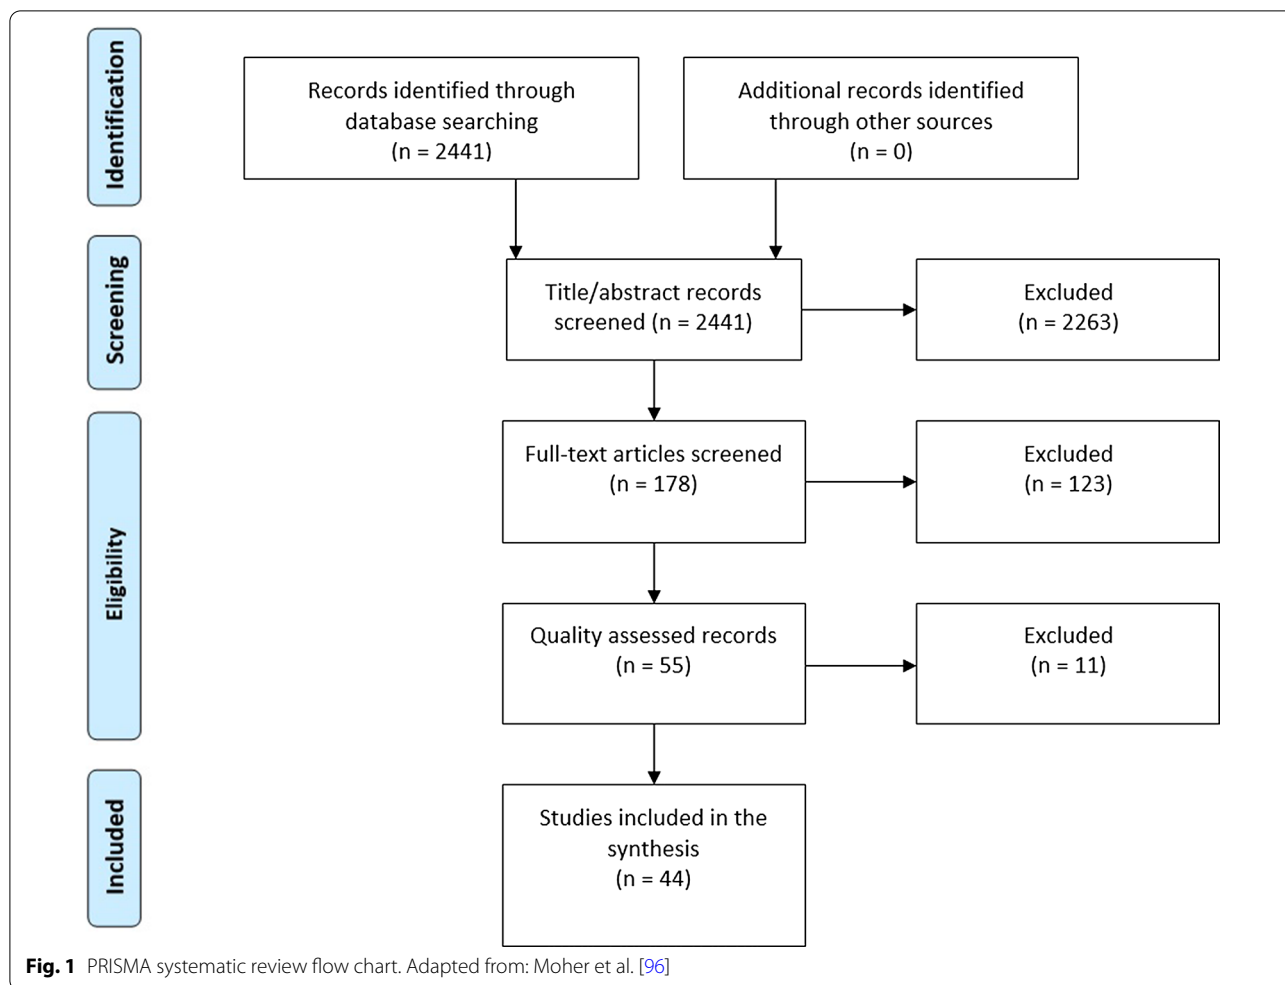 Identification
Records identified through
database searching
(n = 2441)
Additional records identified
through other sources
(n = 0)
Screening
Title/abstract records
screened (n = 2441)
Excluded
(n = 2263)
Eligibility
Full-text articles screened
(n = 178)
Excluded
(n = 123)
Quality assessed records
(n = 55)
Excluded
(n = 11)
Included
Studies included in the
synthesis
(n = 44)
Fig. 1 PRISMA systematic review flow chart. Adapted from: Moher et al. [96]